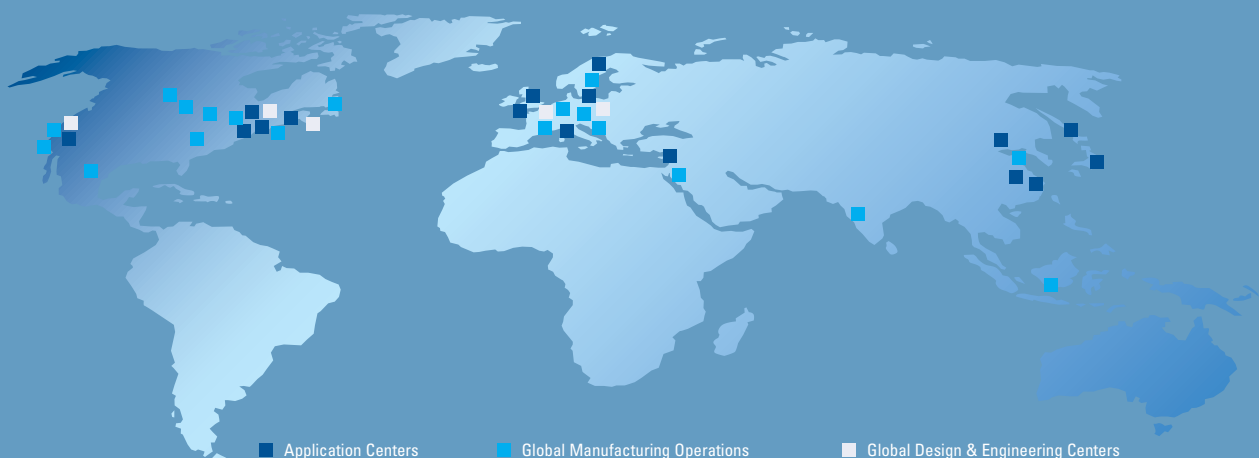 Application Centers
Global Manufacturing Operations
Global Design & Engineering Centers